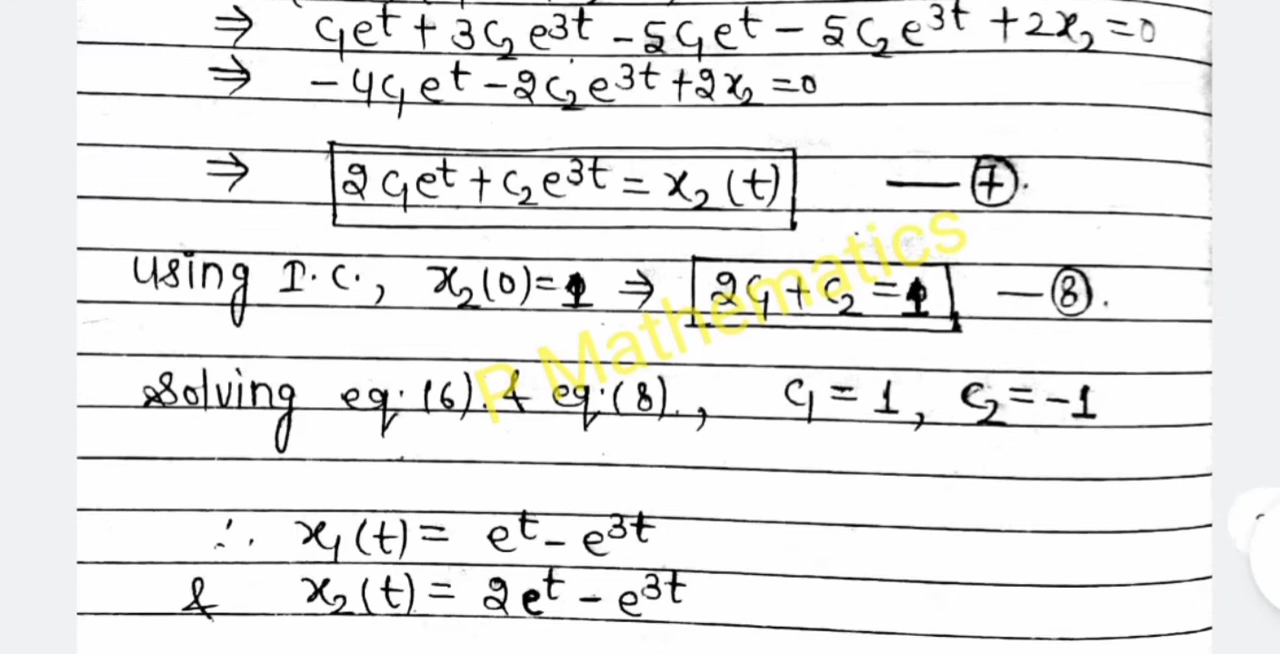 ⇒ c₁eᵗ + 3c₂e³ᵗ - 5c₁eᵗ - 5c₂e³ᵗ + 2x₂ = 0
⇒ -4c₁eᵗ - 2c₂e³ᵗ + 2x₂ = 0
⇒ 2c₁eᵗ + c₂e³ᵗ = x₂(t) — ⑦.
using I.C., x₂(0) = 1 ⇒ 2c₁ + c₂ = 1 — ⑧.
Solving eq.(6). & eq.(8)., c₁ = 1, c₂ = -1
∴ x₁(t) = eᵗ - e³ᵗ
& x₂(t) = 2eᵗ - e³ᵗ
P Mathematics